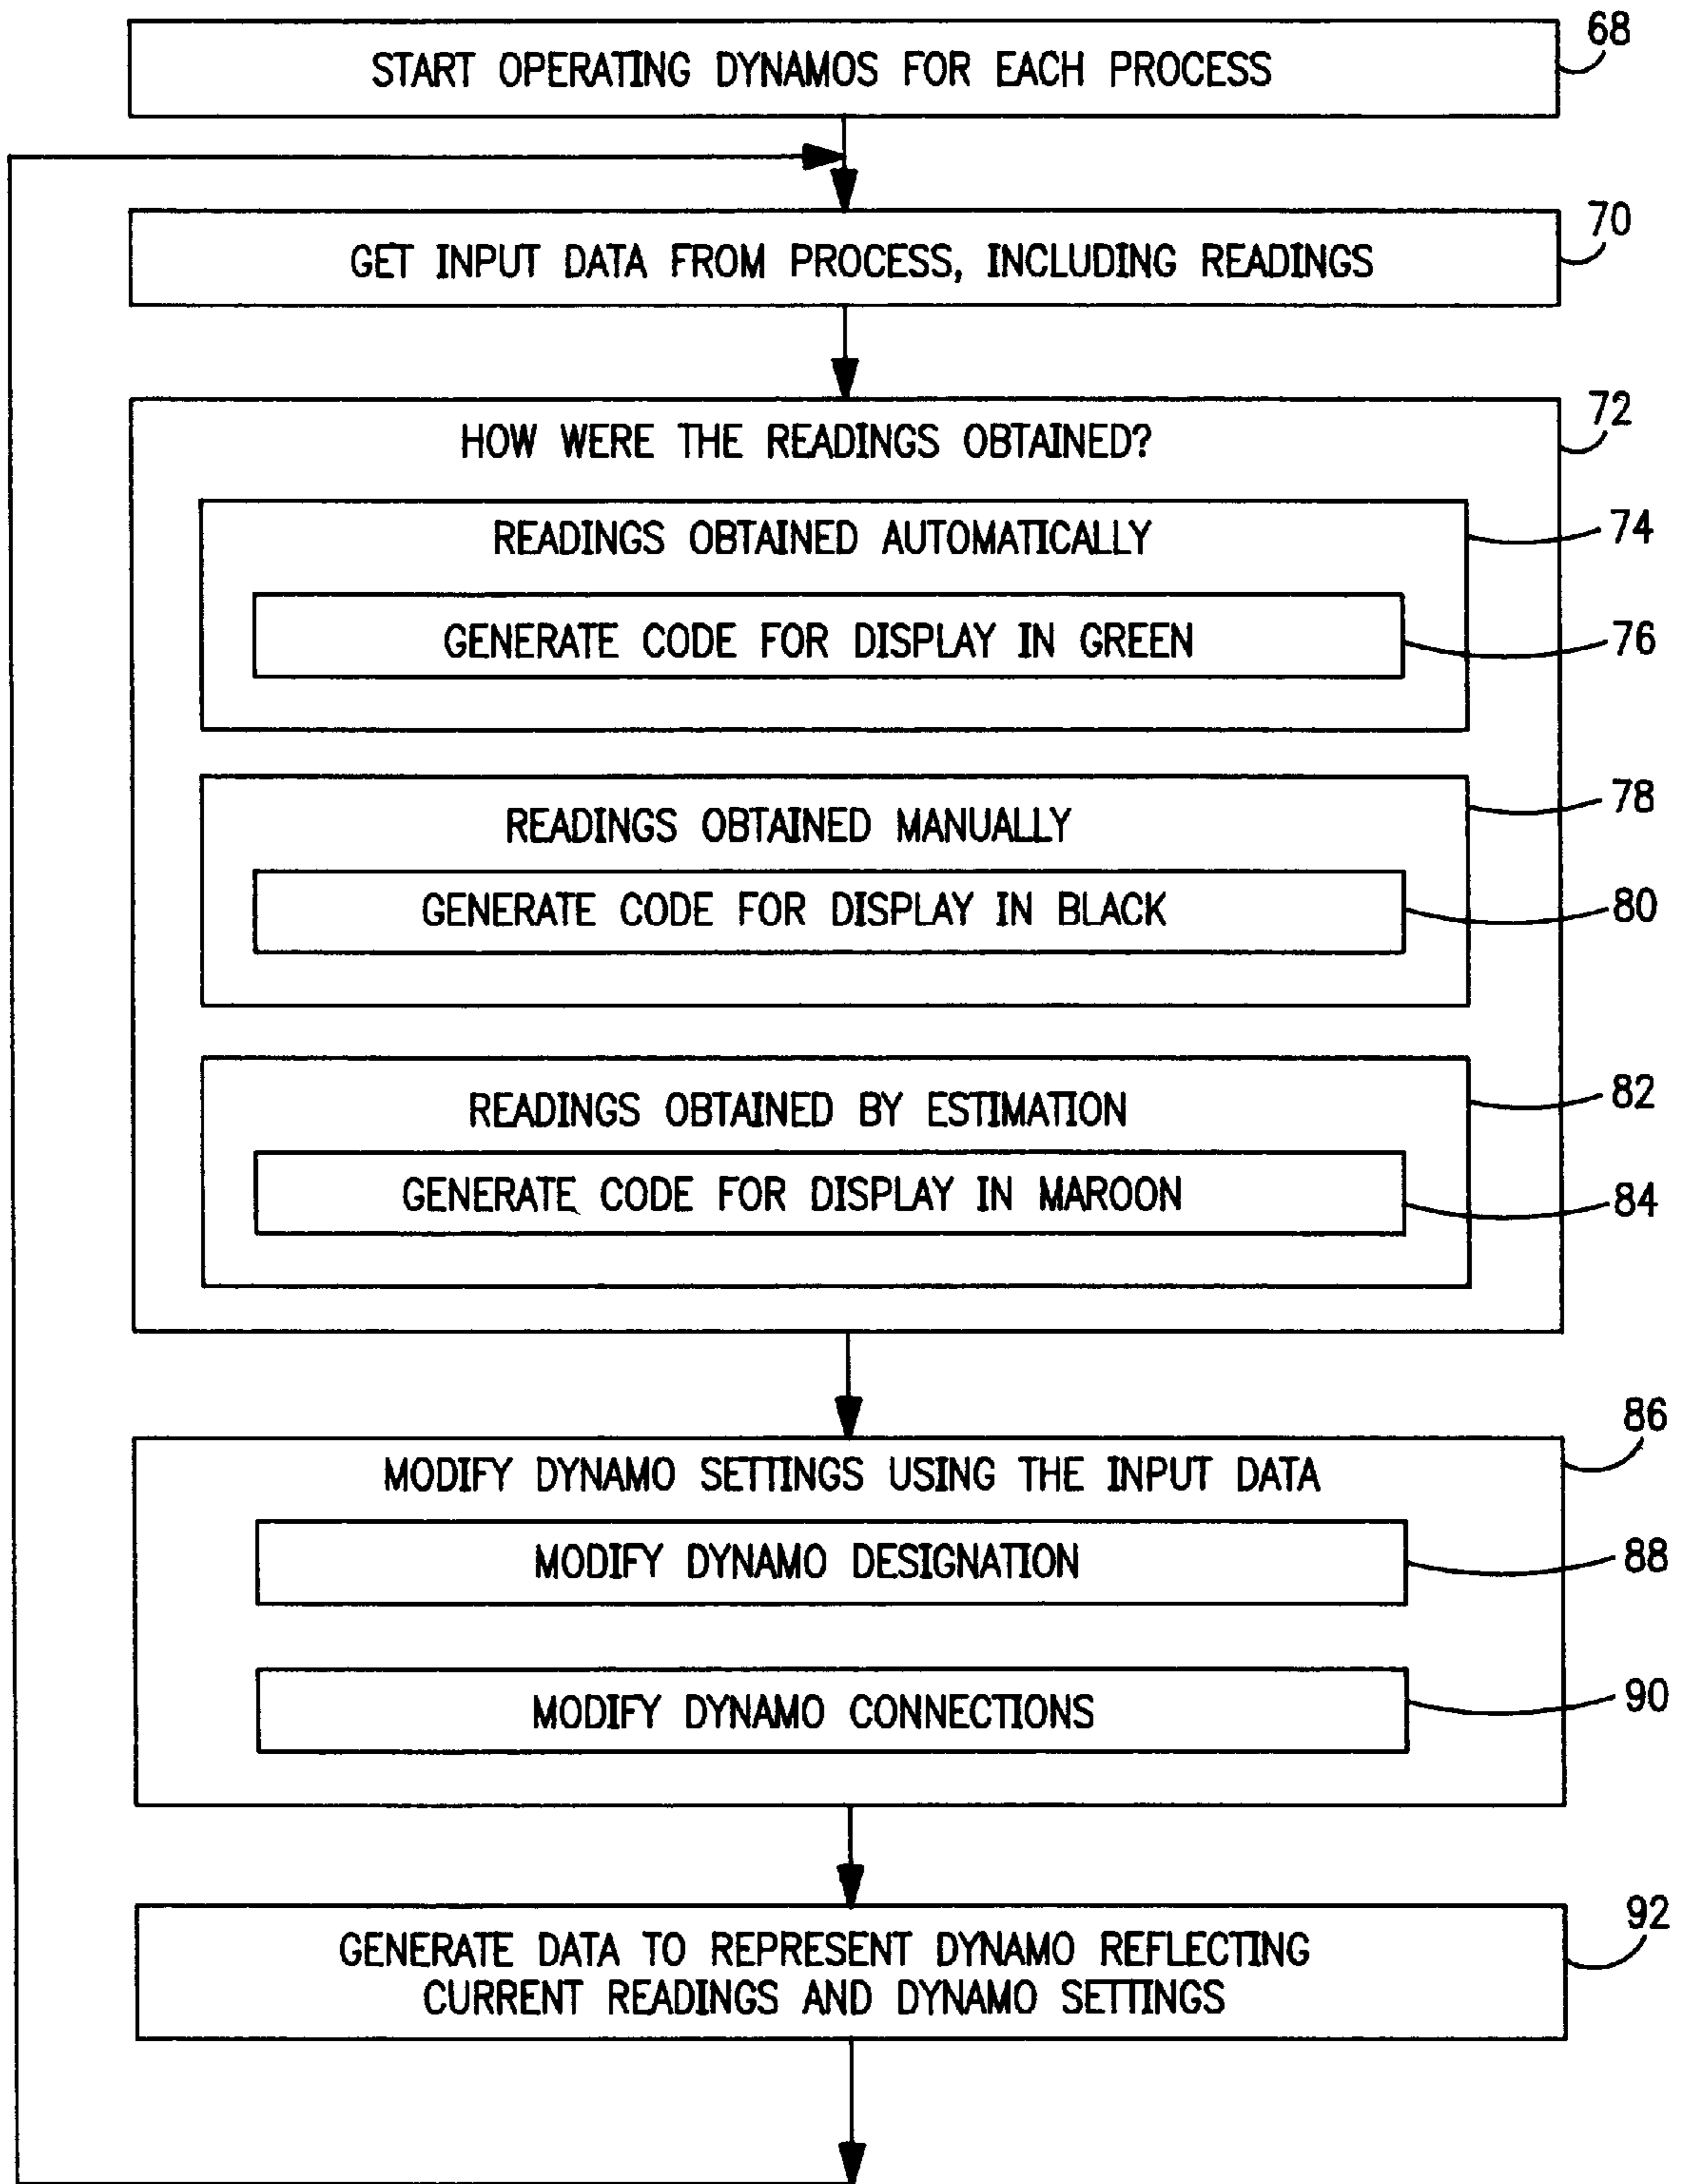 START OPERATING DYNAMOS FOR EACH PROCESS
68
GET INPUT DATA FROM PROCESS, INCLUDING READINGS
70
HOW WERE THE READINGS OBTAINED?
72
READINGS OBTAINED AUTOMATICALLY
74
GENERATE CODE FOR DISPLAY IN GREEN
76
READINGS OBTAINED MANUALLY
78
GENERATE CODE FOR DISPLAY IN BLACK
80
READINGS OBTAINED BY ESTIMATION
82
GENERATE CODE FOR DISPLAY IN MAROON
84
MODIFY DYNAMO SETTINGS USING THE INPUT DATA
86
MODIFY DYNAMO DESIGNATION
88
MODIFY DYNAMO CONNECTIONS
90
GENERATE DATA TO REPRESENT DYNAMO REFLECTING
CURRENT READINGS AND DYNAMO SETTINGS
92